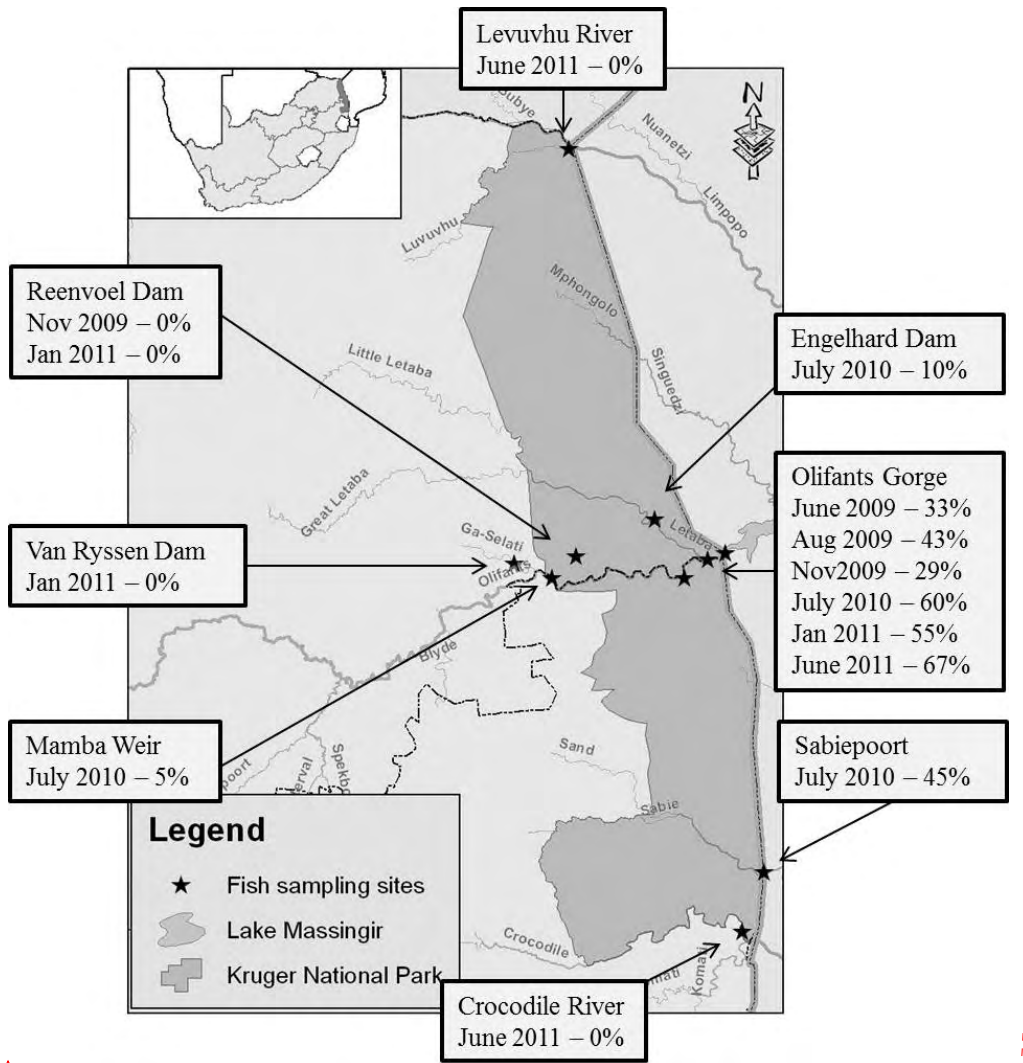 Levuvhu River
June 2011 – 0%
Bubye
Nuanetzi
N
Limpopo
Luvuvhu
Mphongolo
Reenvoel Dam
Nov 2009 – 0%
Jan 2011 – 0%
Little Letaba
Singuedzi
Engelhard Dam
July 2010 – 10%
Great Letaba
Letaba
Olifants Gorge
June 2009 – 33%
Aug 2009 – 43%
Nov2009 – 29%
July 2010 – 60%
Jan 2011 – 55%
June 2011 – 67%
Van Ryssen Dam
Jan 2011 – 0%
Ga-Selati
Olifants
Blyde
Mamba Weir
July 2010 – 5%
poort
erval
Spekbo
Sand
Sabie
Sabiepoort
July 2010 – 45%
Legend
Fish sampling sites
Lake Massingir
Kruger National Park
Crocodile
Komati
Crocodile River
June 2011 – 0%